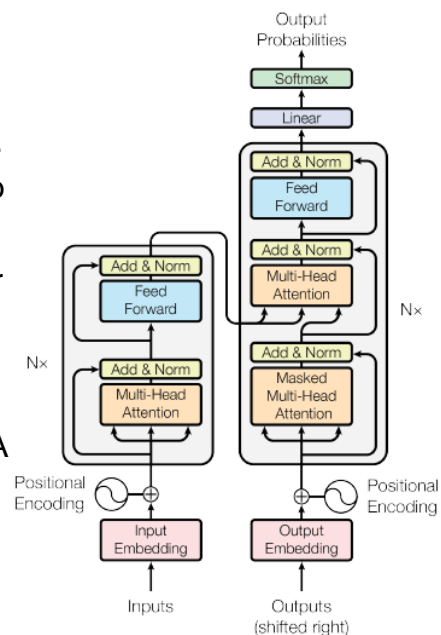 Output
Probabilities
Softmax
Linear
Add & Norm
Feed
Forward
Add & Norm
Multi-Head
Attention
Nx
Add & Norm
Masked
Multi-Head
Attention
Positional
Encoding
Output
Embedding
Outputs
(shifted right)
Add & Norm
Feed
Forward
Nx
Add & Norm
Multi-Head
Attention
A
Positional
Encoding
Input
Embedding
Inputs